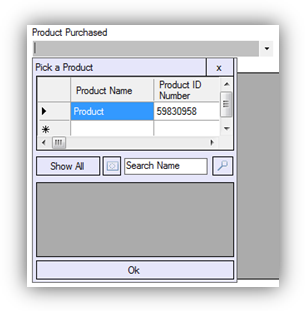 Product Purchased
Pick a Product x
Product Name Product ID Number
Product 59830958
Show All Search Name
Ok